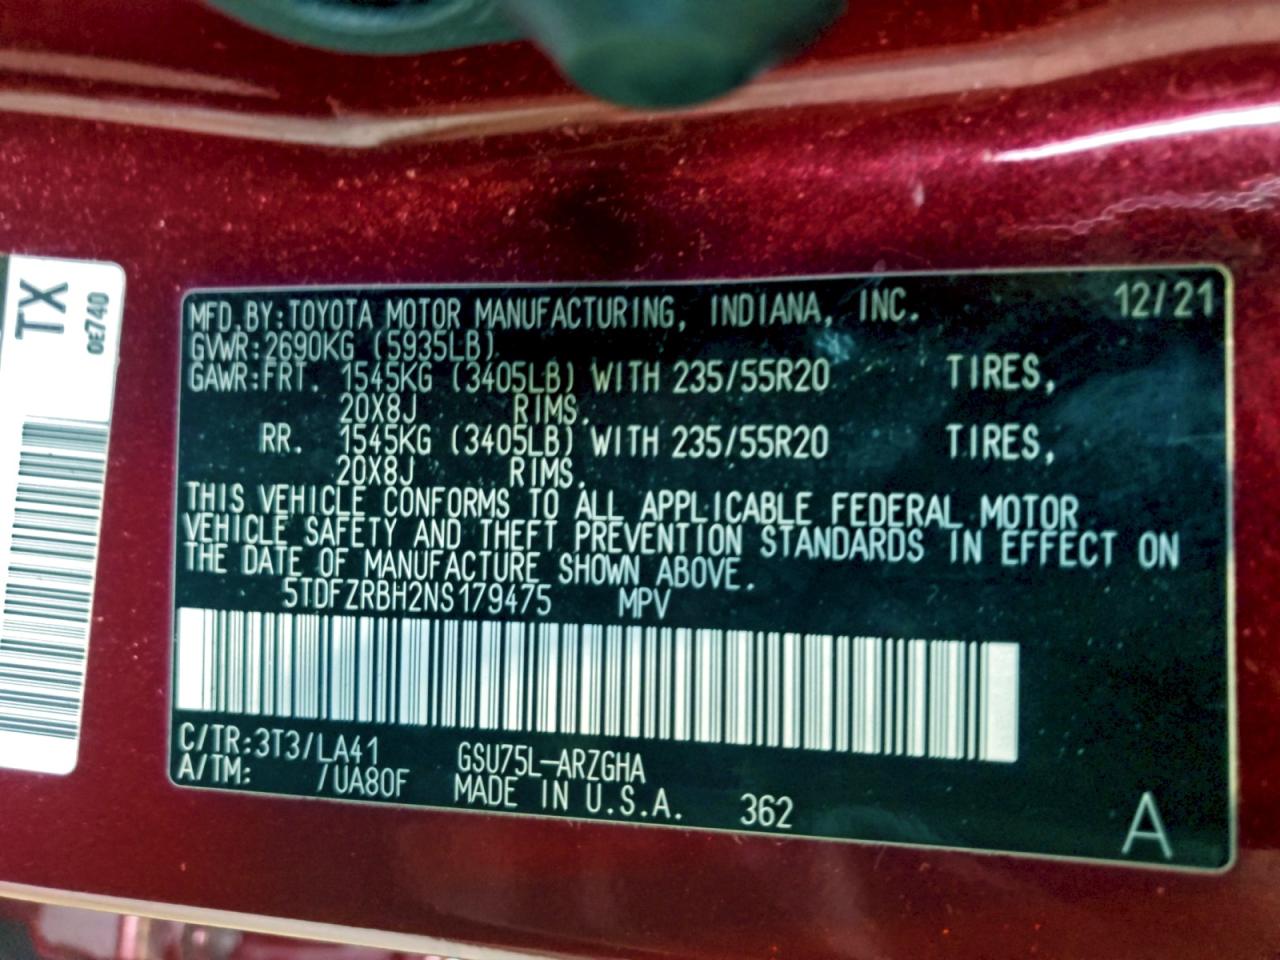 TX
0E740
MFD.BY:TOYOTA MOTOR MANUFACTURING, INDIANA, INC. 12/21
GVWR:2690KG (5935LB)
GAWR:FRT. 1545KG (3405LB) WITH 235/55R20 TIRES,
20X8J RIMS.
RR. 1545KG (3405LB) WITH 235/55R20 TIRES,
20X8J RIMS.
THIS VEHICLE CONFORMS TO ALL APPLICABLE FEDERAL MOTOR
VEHICLE SAFETY AND THEFT PREVENTION STANDARDS IN EFFECT ON
THE DATE OF MANUFACTURE SHOWN ABOVE.
5TDFZRBH2NS179475 MPV
C/TR:3T3/LA41 GSU75L-ARZGHA
A/TM: /UA80F MADE IN U.S.A. 362 A